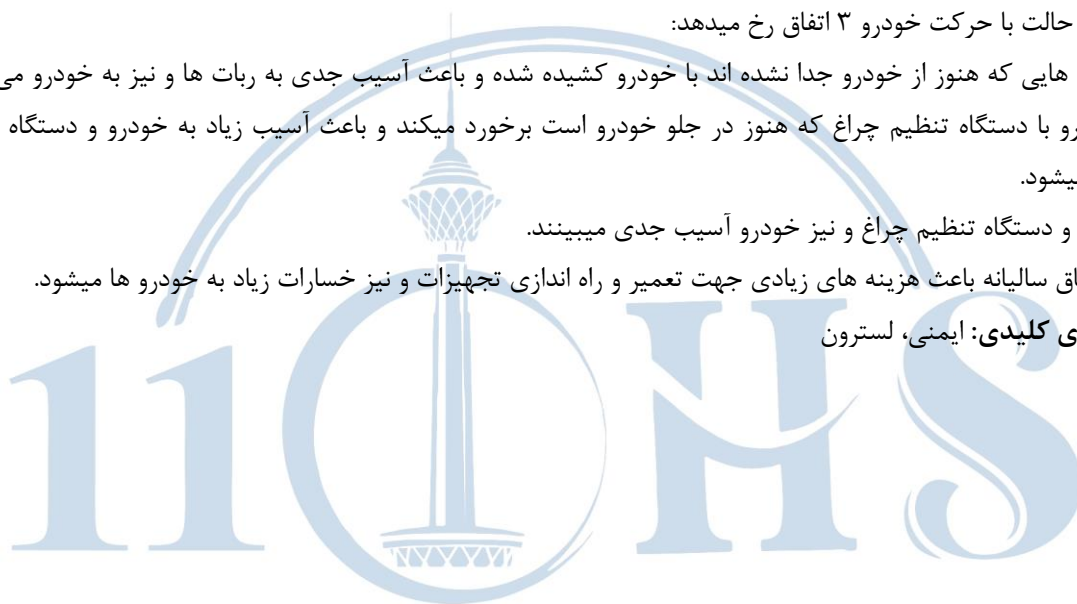 حالت با حرکت خودرو ۳ اتفاق رخ میدهد:
هایی که هنوز از خودرو جدا نشده اند با خودرو کشیده شده و باعث آسیب جدی به ربات ها و نیز به خودرو می
رو با دستگاه تنظیم چراغ که هنوز در جلو خودرو است برخورد میکند و باعث آسیب زیاد به خودرو و دستگاه
میشود.
و دستگاه تنظیم چراغ و نیز خودرو آسیب جدی میبینند.
اق سالیانه باعث هزینه های زیادی جهت تعمیر و راه اندازی تجهیزات و نیز خسارات زیاد به خودرو ها میشود.
ی کلیدی: ایمنی، لسترون
11 OHS